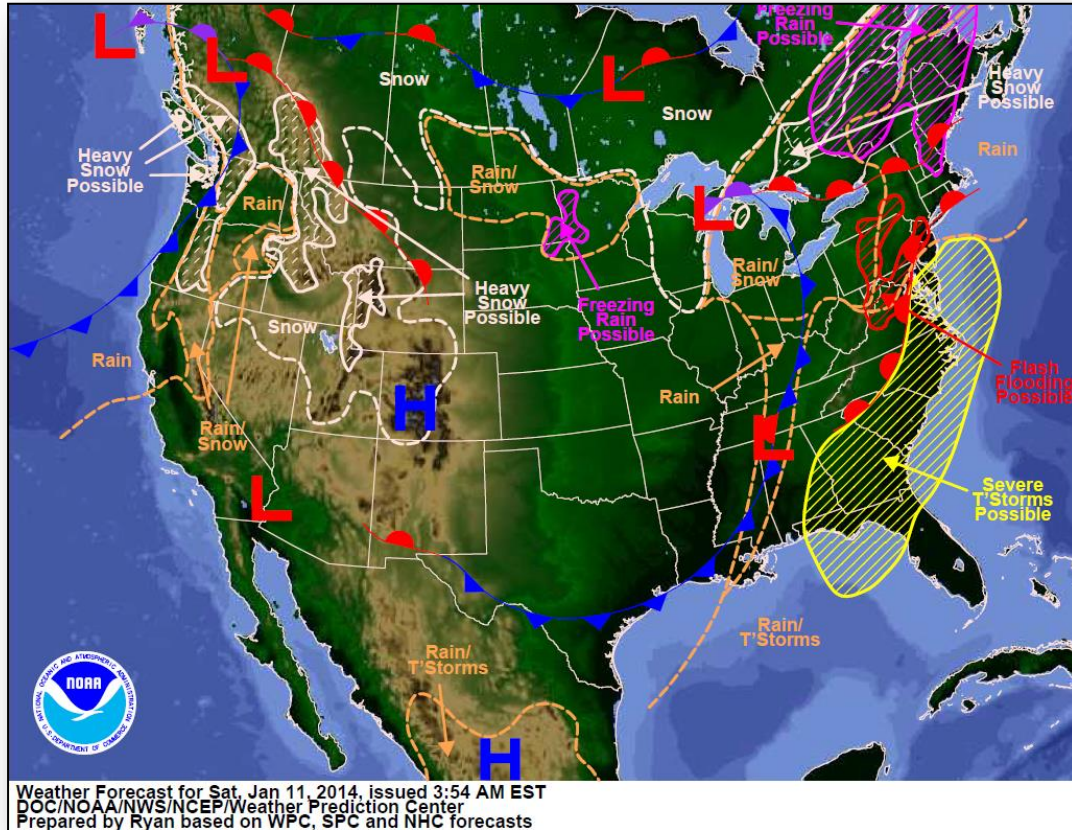 Freezing
Rain
Possible
Heavy
Snow
Possible
Snow
Snow
Rain
Heavy
Snow
Possible
Rain/
Snow
Rain
L
L
L
L
Rain/
Snow
Freezing
Rain
Possible
Heavy
Snow
Possible
Snow
Rain
Rain/
Snow
H
Rain
Flash
Flooding
Possible
L
L
Severe
T'Storms
Possible
Rain/
T'Storms
Rain/
T'Storms
H
NATIONAL OCEANIC AND ATMOSPHERIC ADMINISTRATION
NOAA
U.S. DEPARTMENT OF COMMERCE
Weather Forecast for Sat, Jan 11, 2014, issued 3:54 AM EST
DOC/NOAA/NWS/NCEP/Weather Prediction Center
Prepared by Ryan based on WPC, SPC and NHC forecasts